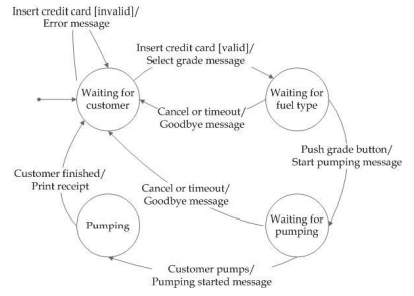 Insert credit card [invalid]/
Error message
Insert credit card [valid]/
Select grade message
Waiting for
customer
Waiting for
fuel type
Cancel or timeout/
Goodbye message
Push grade button/
Start pumping message
Customer finished/
Print receipt
Cancel or timeout/
Goodbye message
Pumping
Waiting for
pumping
Customer pumps/
Pumping started message